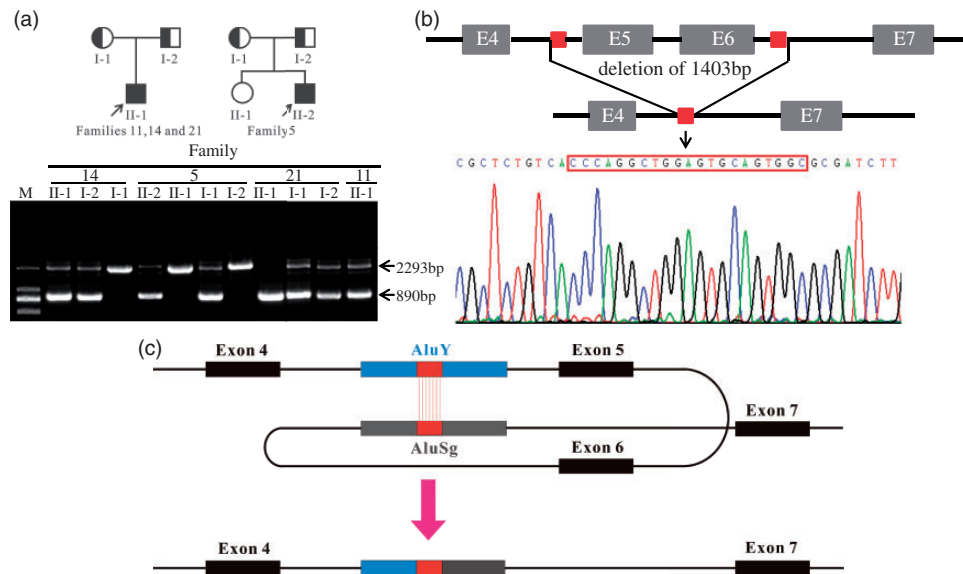 (a)
I-1 I-2 I-1 I-2
II-1 II-1 II-2
Families 11,14 and 21 Family5
Family
14 5 21 11
M II-1 I-2 I-1 II-2 II-1 I-1 I-2 II-1 I-1 I-2 II-1
2293bp
890bp
(b)
E4 E5 E6 E7
deletion of 1403bp
E4 E7
CGCTCTGTCACCCAGGCTGGAGTGCAGTGGCGCGATCTT
(c)
Exon 4 AluY Exon 5
Exon 7
AluSg Exon 6
Exon 4 Exon 7